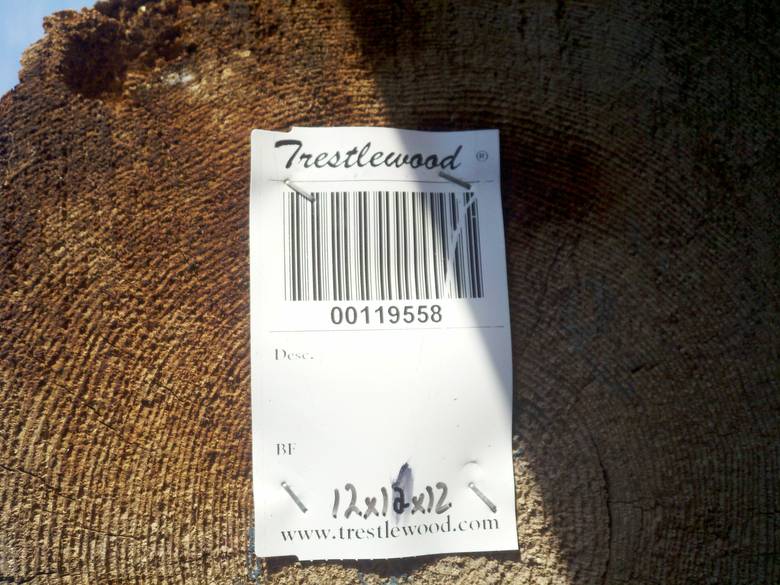 Trestlewood ®
00119558
Desc.
BF
12x12x12
www.trestlewood.com